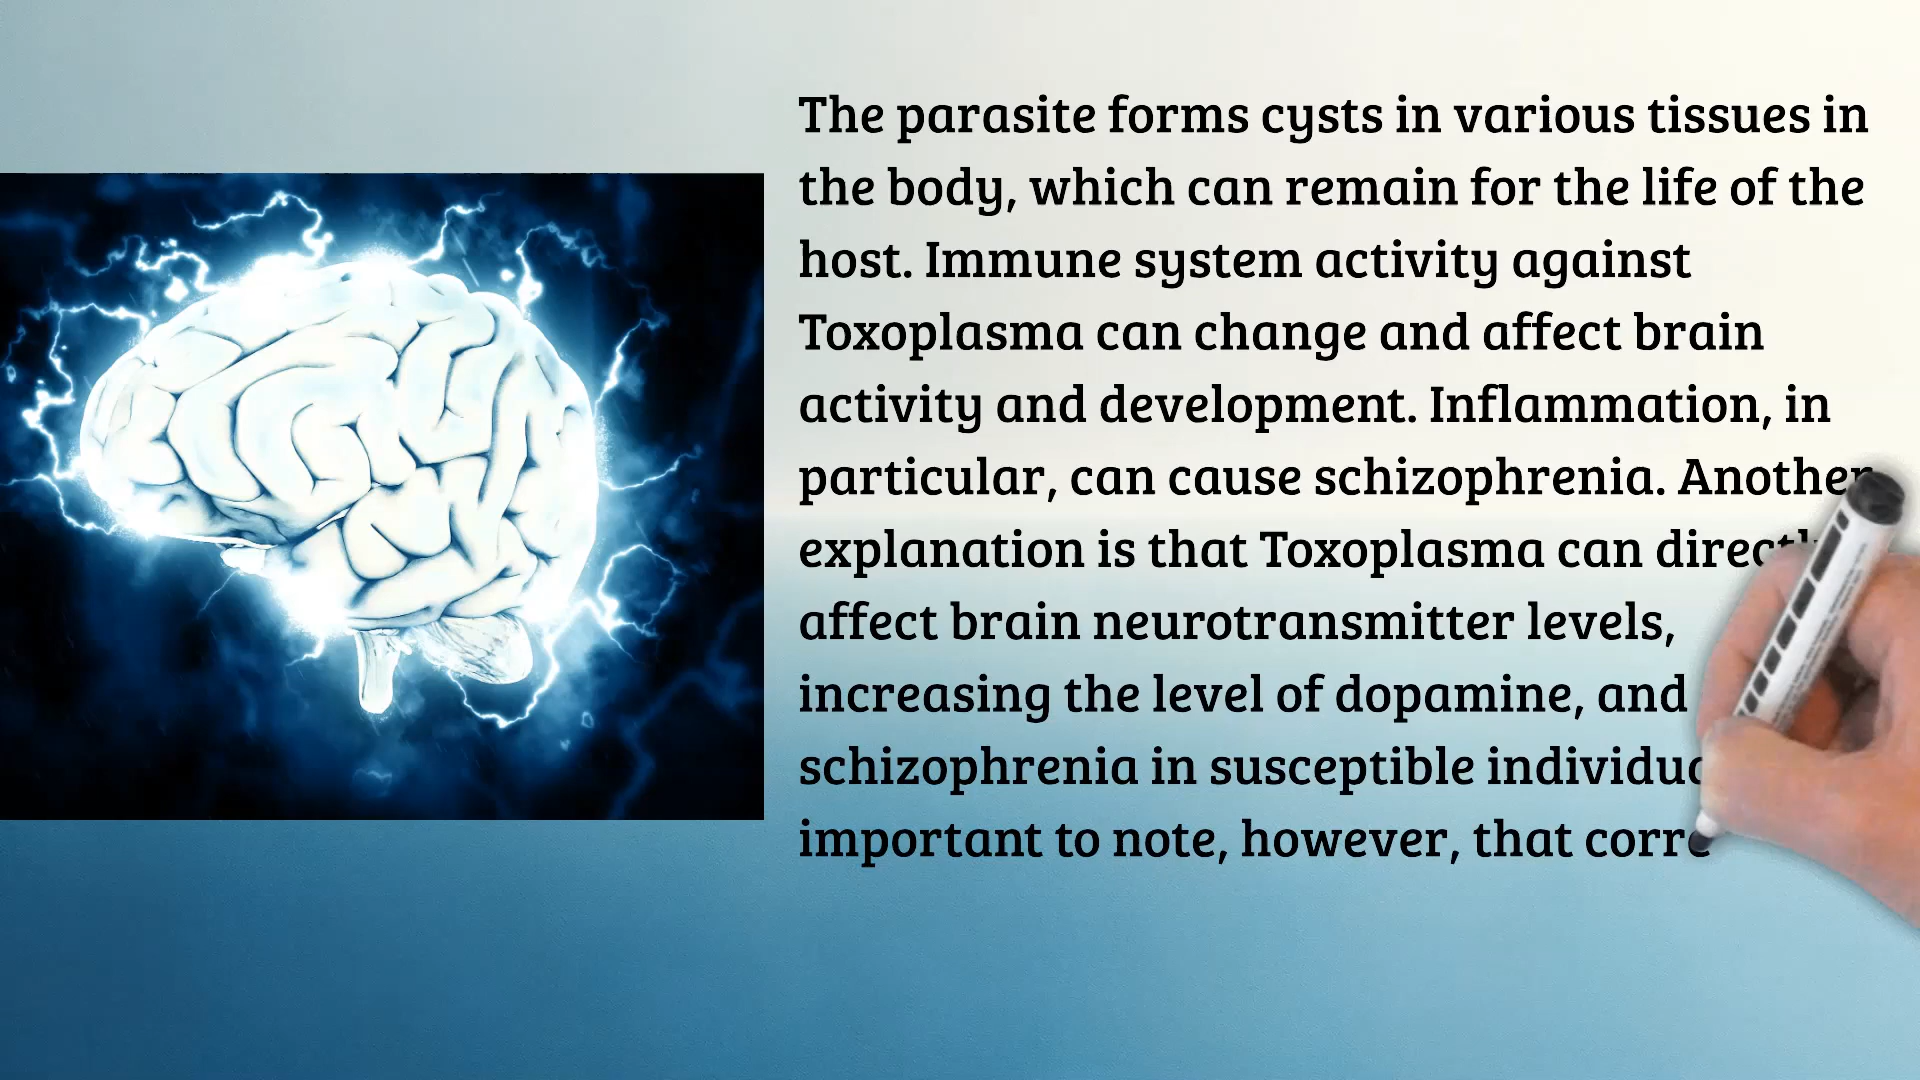 The parasite forms cysts in various tissues in
the body, which can remain for the life of the
host. Immune system activity against
Toxoplasma can change and affect brain
activity and development. Inflammation, in
particular, can cause schizophrenia. Another
explanation is that Toxoplasma can directly
affect brain neurotransmitter levels,
increasing the level of dopamine, and
schizophrenia in susceptible
important to note, however, that